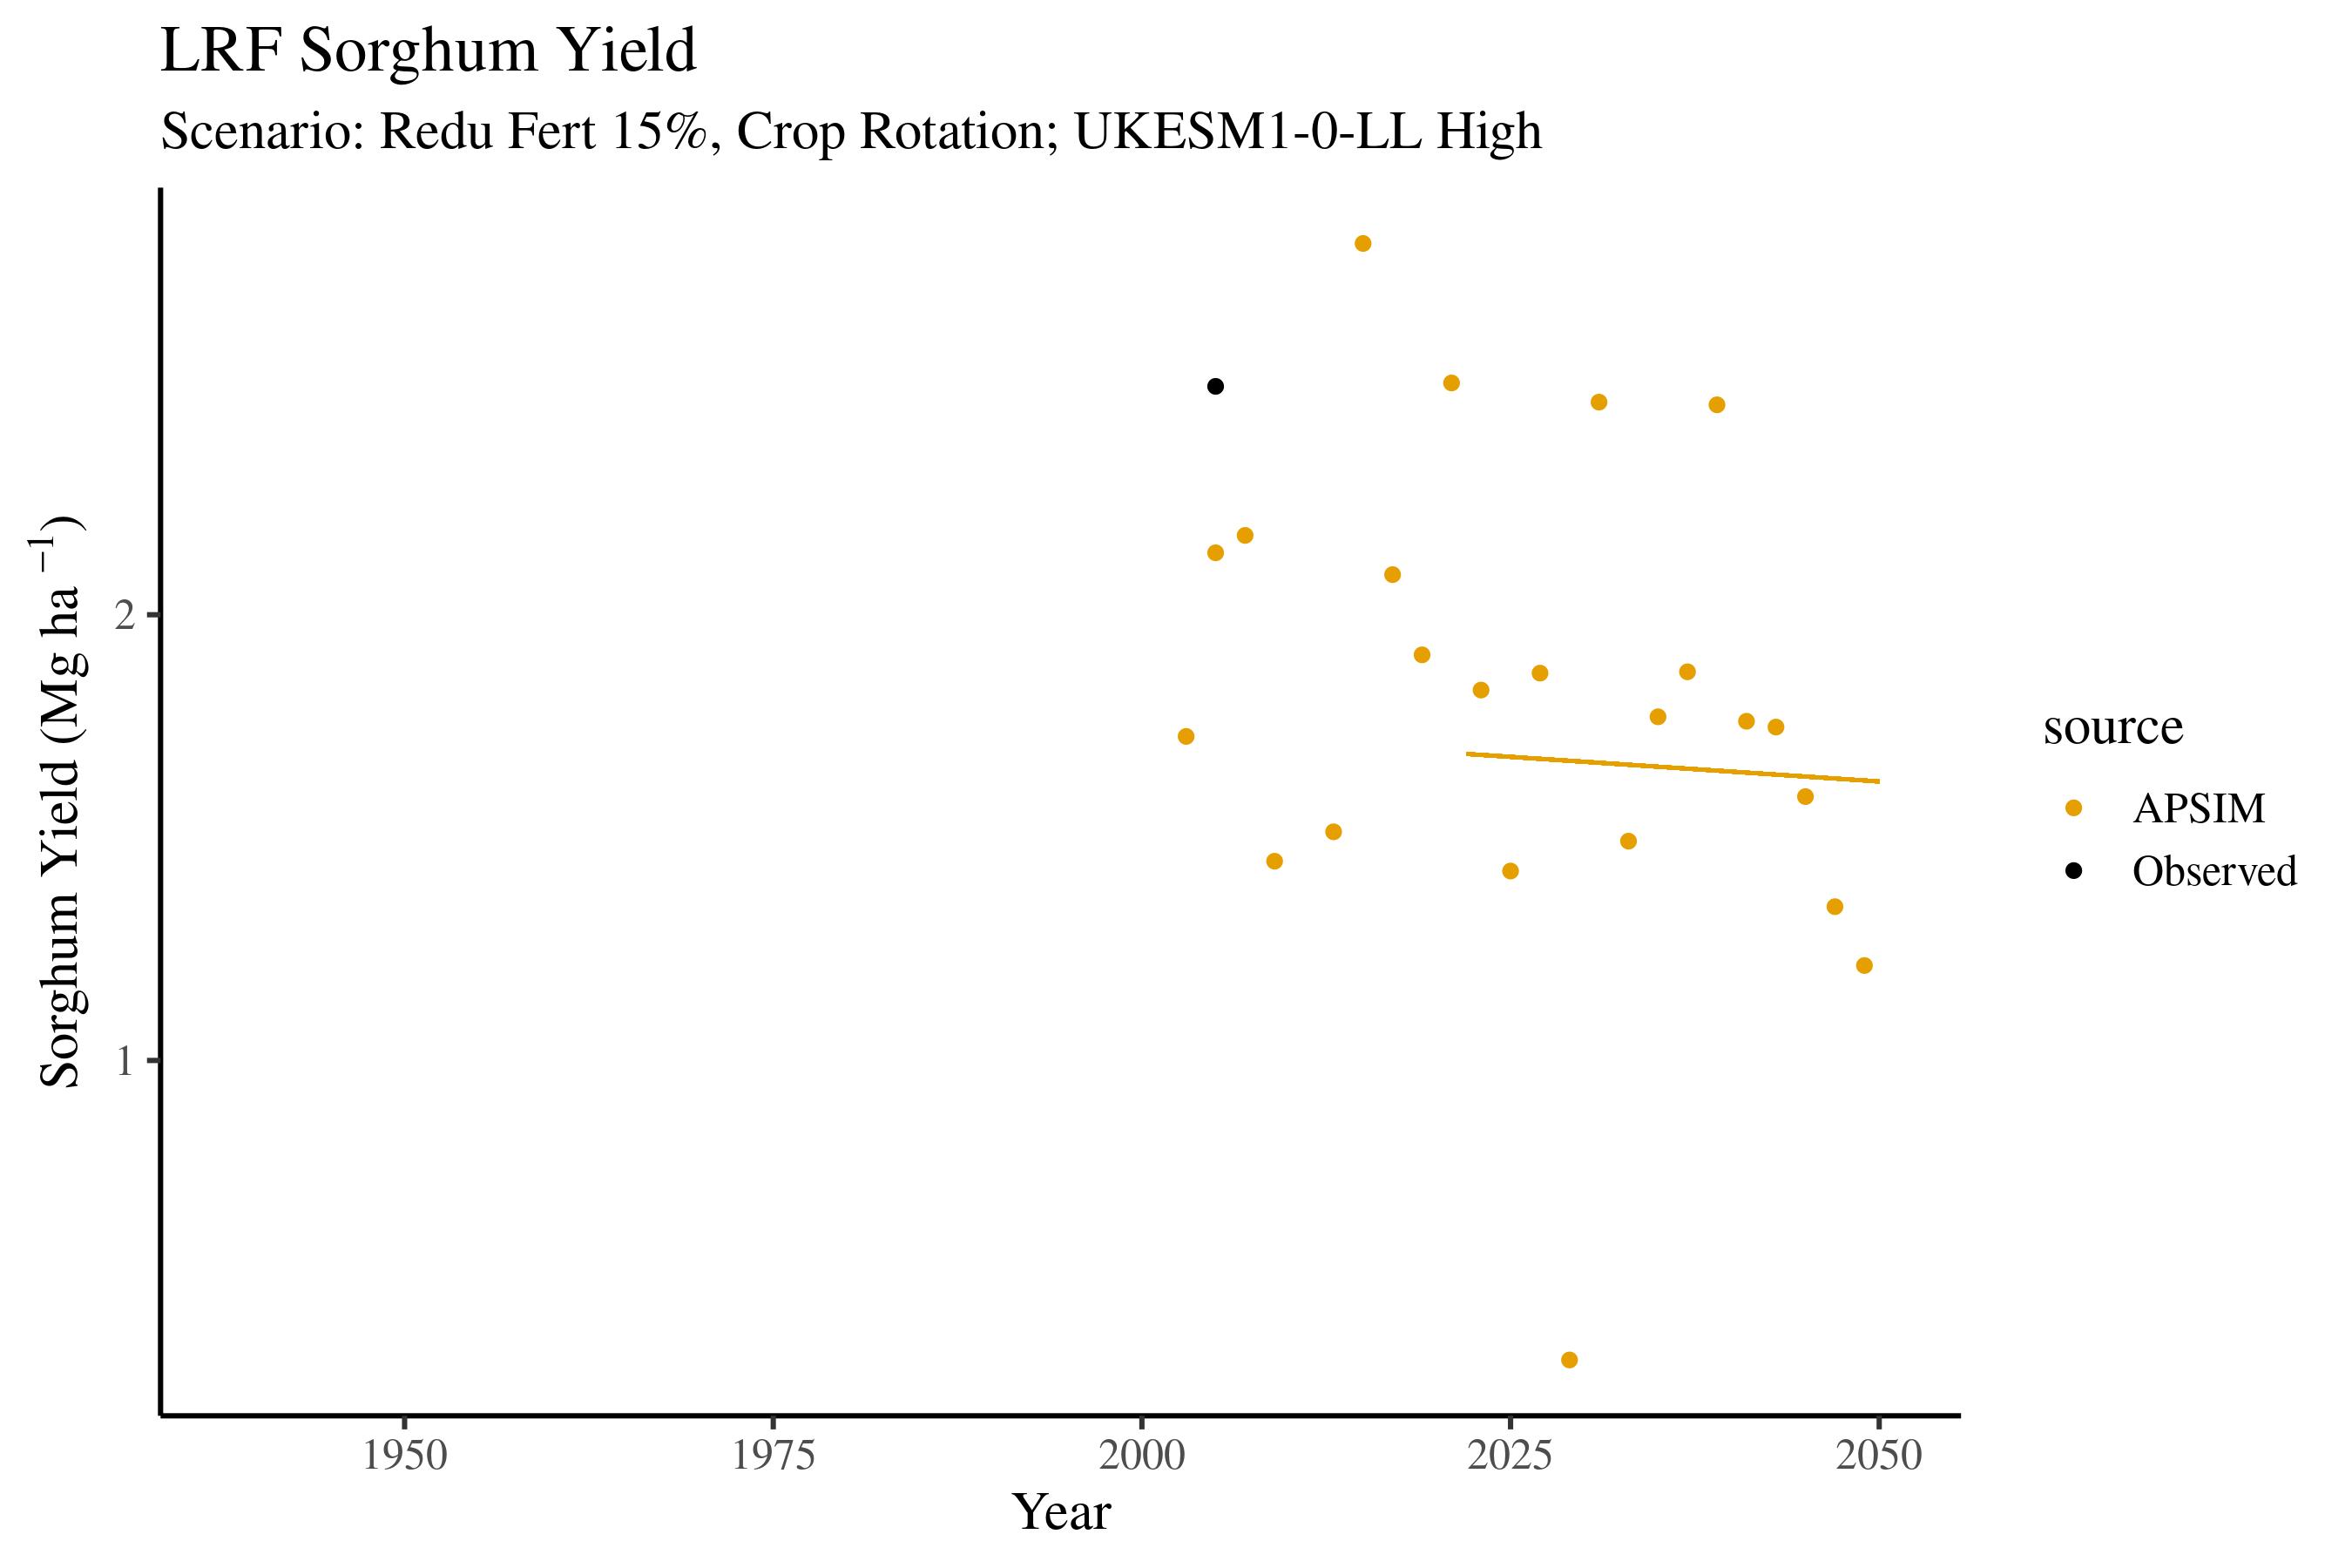 LRF Sorghum Yield
Scenario: Redu Fert 15%, Crop Rotation; UKESM1-0-LL High
Sorghum Yield (Mg ha −1)
2
1
1950
1975
2000
2025
2050
Year
source
APSIM
Observed